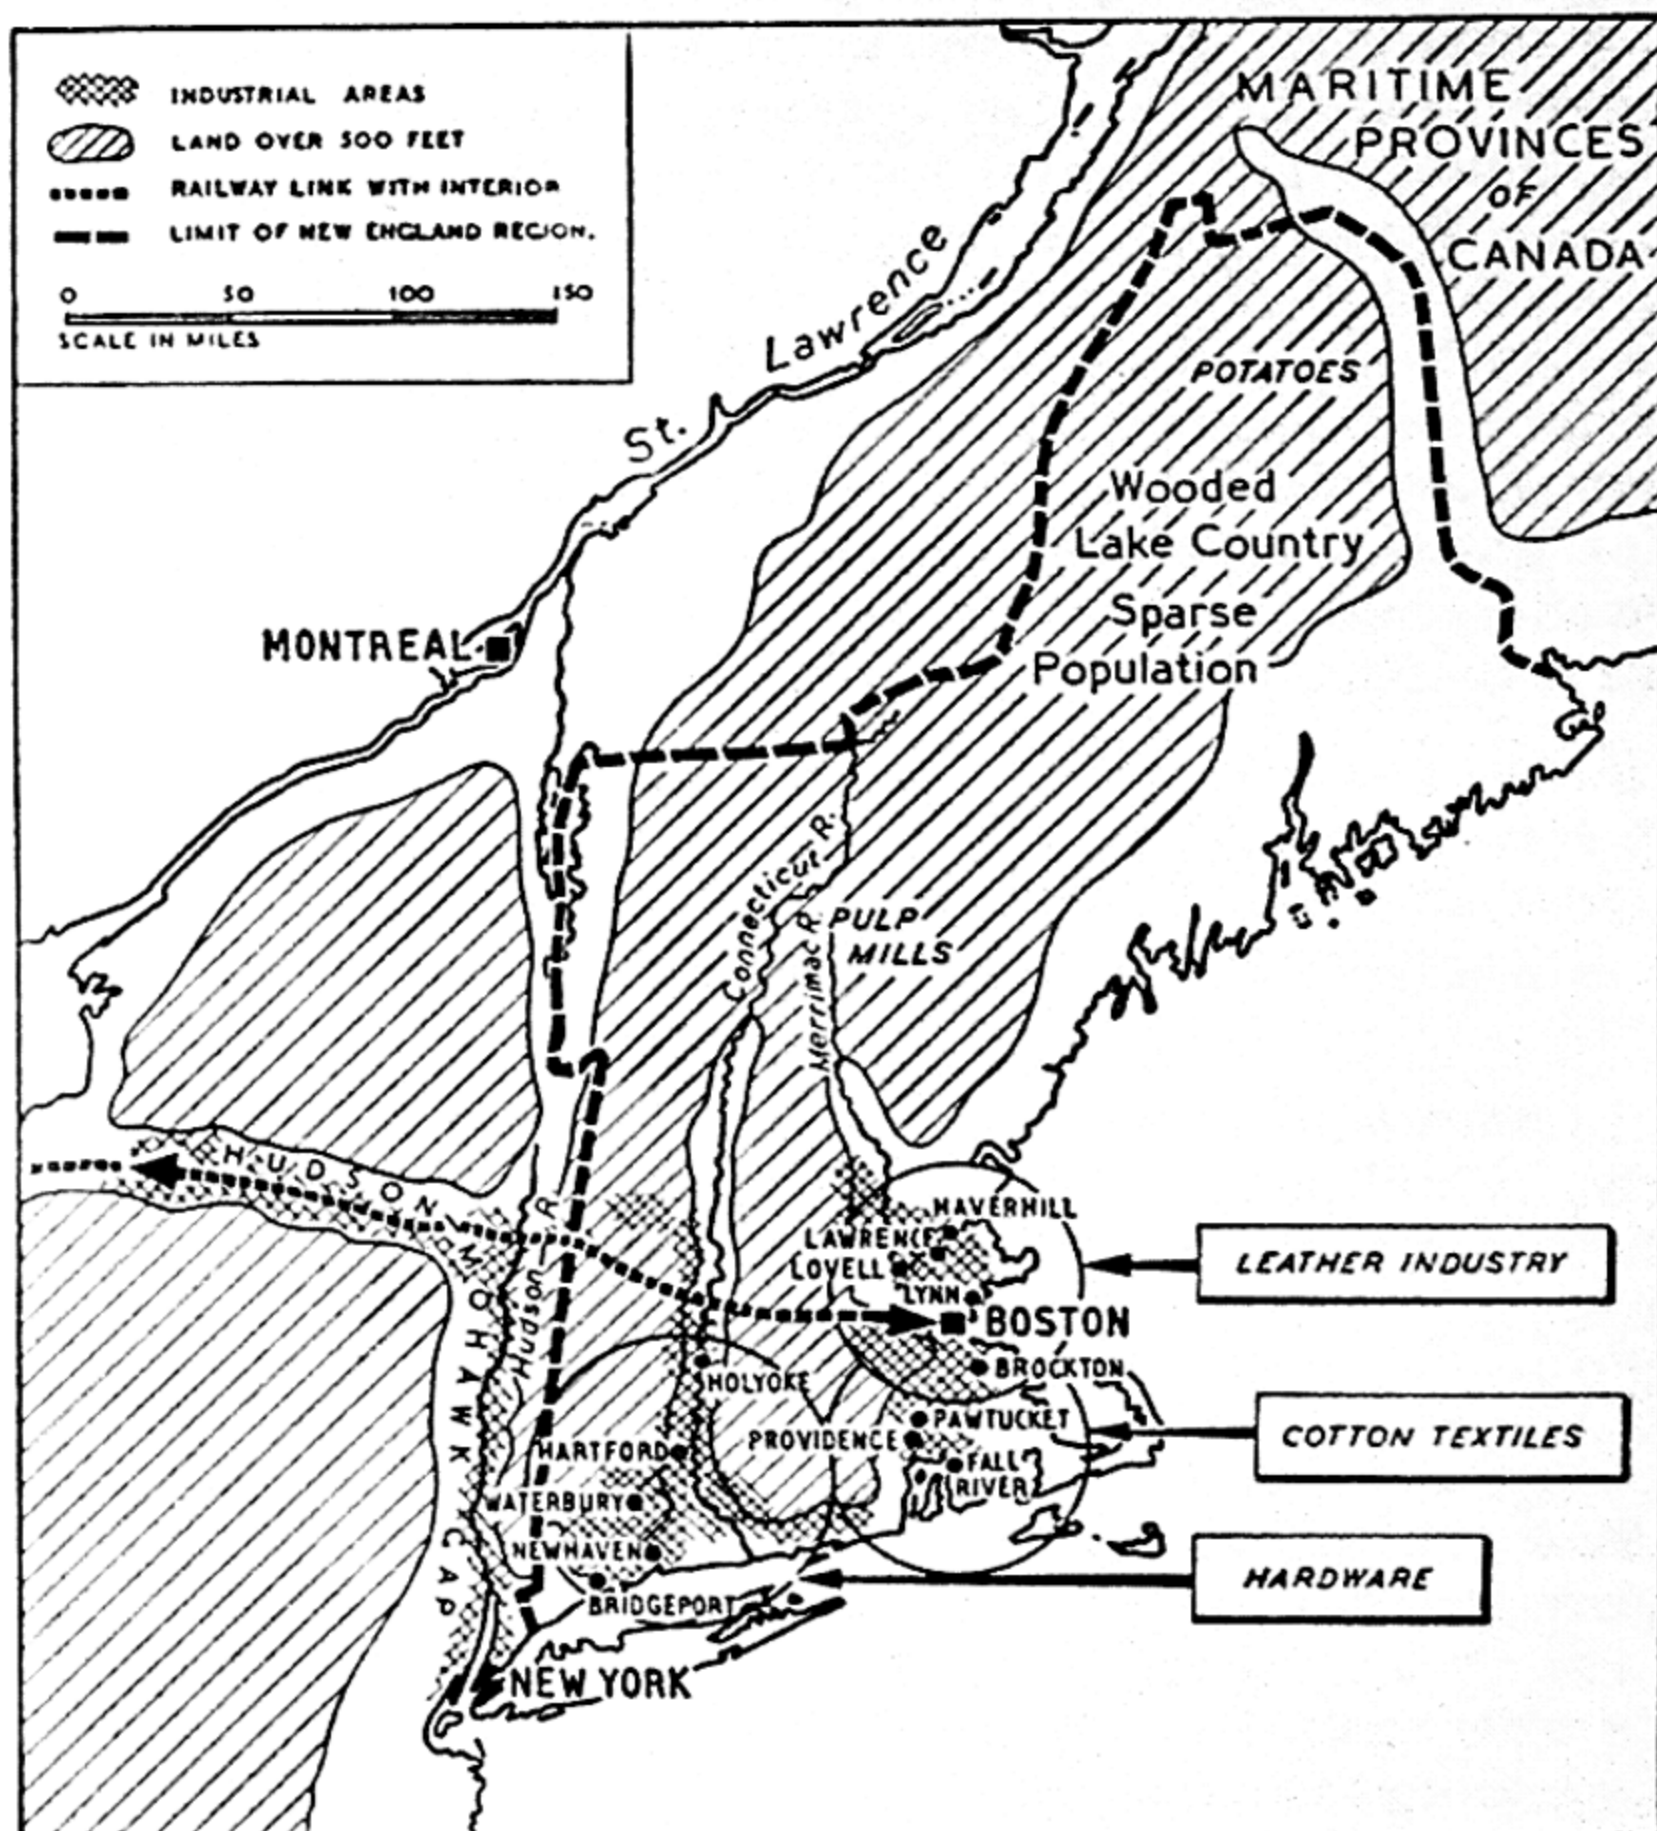 INDUSTRIAL AREAS
LAND OVER 500 FEET
RAILWAY LINK WITH INTERIOR
LIMIT OF NEW ENGLAND REGION.
0 50 100 150
SCALE IN MILES
MARITIME
PROVINCES
OF
CANADA
St. Lawrence
POTATOES
Wooded
Lake Country
Sparse
Population
MONTREAL
Connecticut R.
Merrimac R.
PULP
MILLS
HUDSON MOHAWK GAP
Hudson R.
HAVERHILL
LAWRENCE
LOVELL
LYNN
BOSTON
BROCKTON
HOLYOKE
PAWTUCKET
PROVIDENCE
HARTFORD
FALL
RIVER
WATERBURY
NEWHAVEN
BRIDGEPORT
NEW YORK
LEATHER INDUSTRY
COTTON TEXTILES
HARDWARE